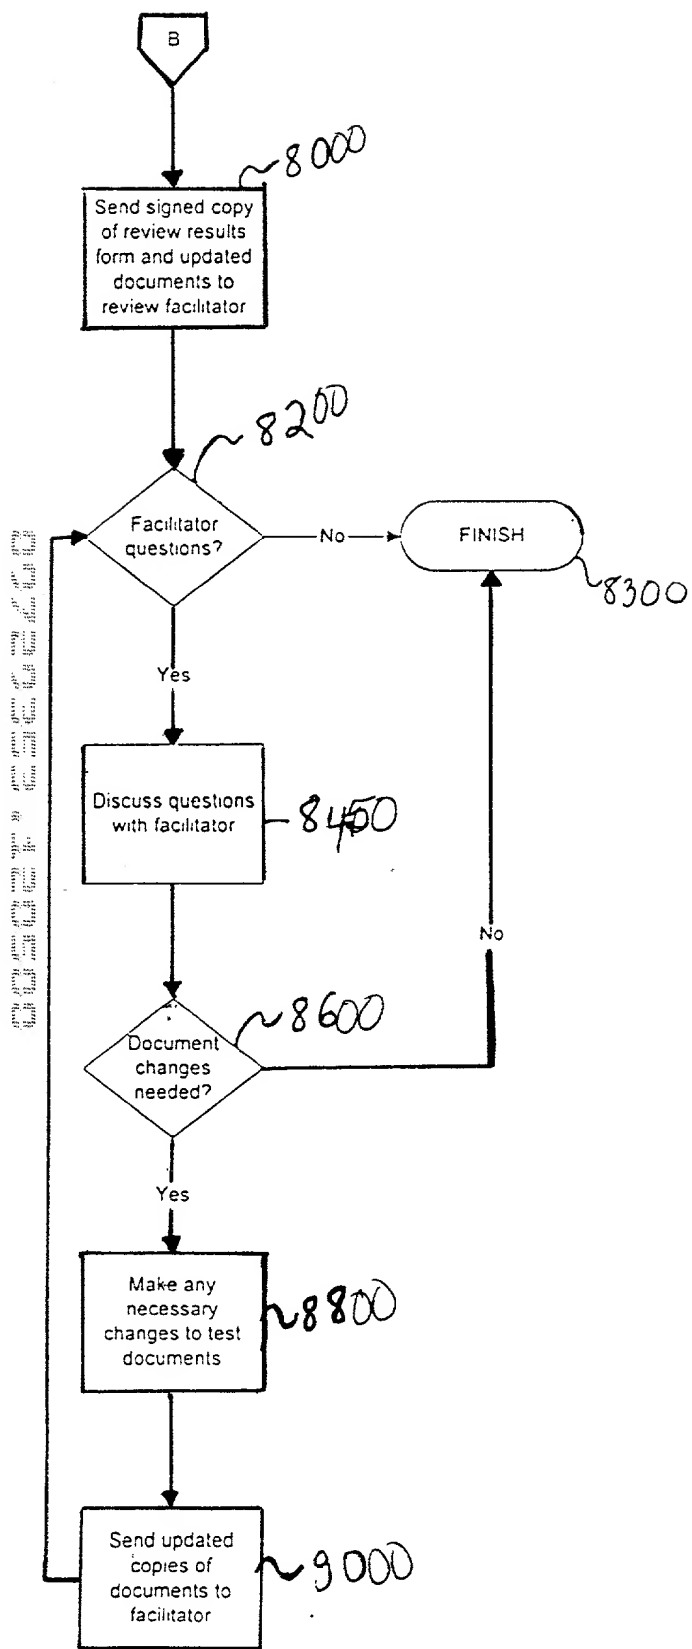 B
8000
Send signed copy
of review results
form and updated
documents to
review facilitator
8200
Facilitator
questions?
No
FINISH
8300
Yes
Discuss questions
with facilitator
8450
No
8600
Document
changes
needed?
Yes
Make any
necessary
changes to test
documents
8800
Send updated
copies of
documents to
facilitator
9000